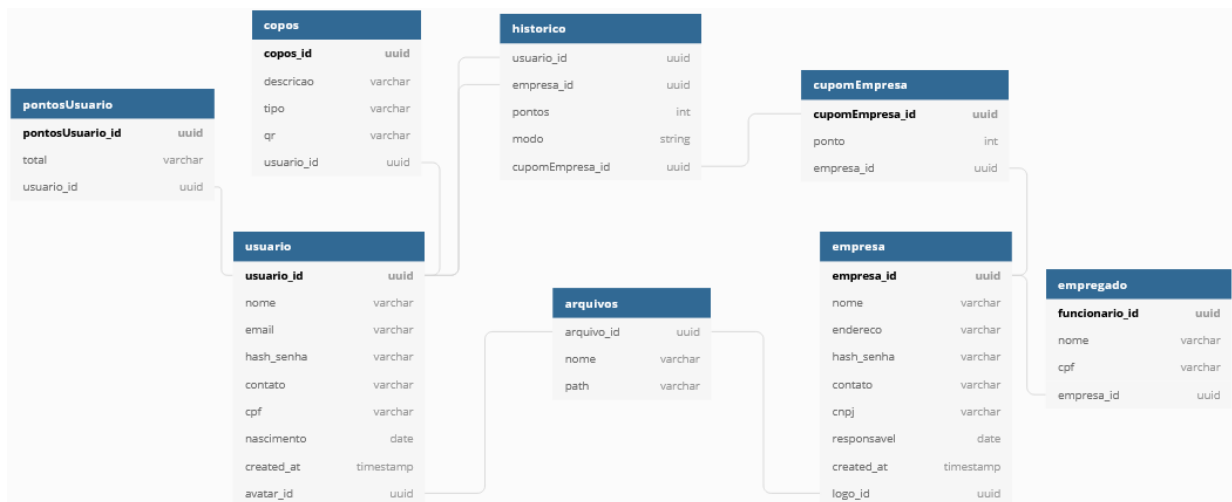 copos
copos_id uuid
descricao varchar
tipo varchar
qr varchar
usuario_id uuid
historico
usuario_id uuid
empresa_id uuid
pontos int
modo string
cupomEmpresa_id uuid
cupomEmpresa
cupomEmpresa_id uuid
ponto int
empresa_id uuid
pontosUsuario
pontosUsuario_id uuid
total varchar
usuario_id uuid
usuario
usuario_id uuid
nome varchar
email varchar
hash_senha varchar
contato varchar
cpf varchar
nascimento date
created_at timestamp
avatar_id uuid
arquivos
arquivo_id uuid
nome varchar
path varchar
empresa
empresa_id uuid
nome varchar
endereco varchar
hash_senha varchar
contato varchar
cnpj varchar
responsavel date
created_at timestamp
logo_id uuid
empregado
funcionario_id uuid
nome varchar
cpf varchar
empresa_id uuid